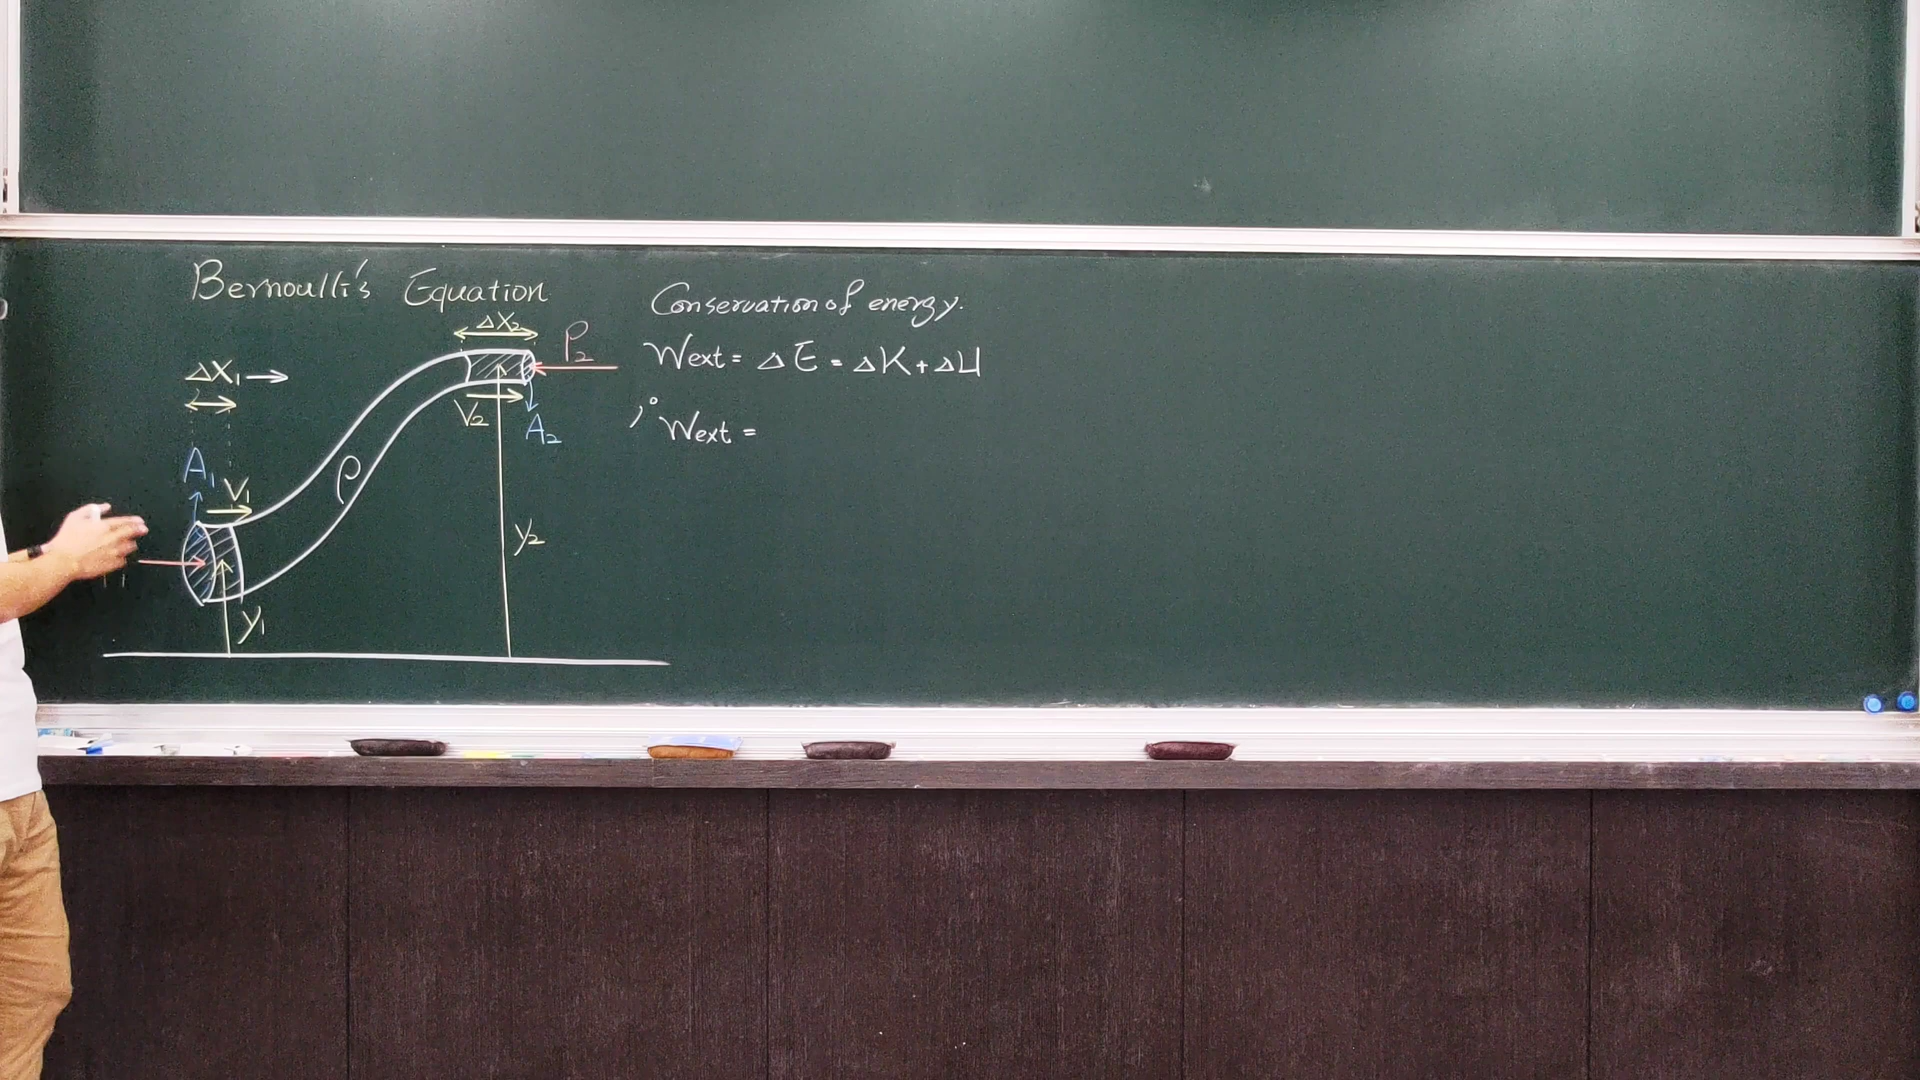 Bernoulli's Equation
ΔX₂
P₂
ΔX₁
V₂
A₂
A₁
ρ
V₁
y₂
y₁
Conservation of energy.
Wext = ΔE = ΔK + ΔU
Wext =